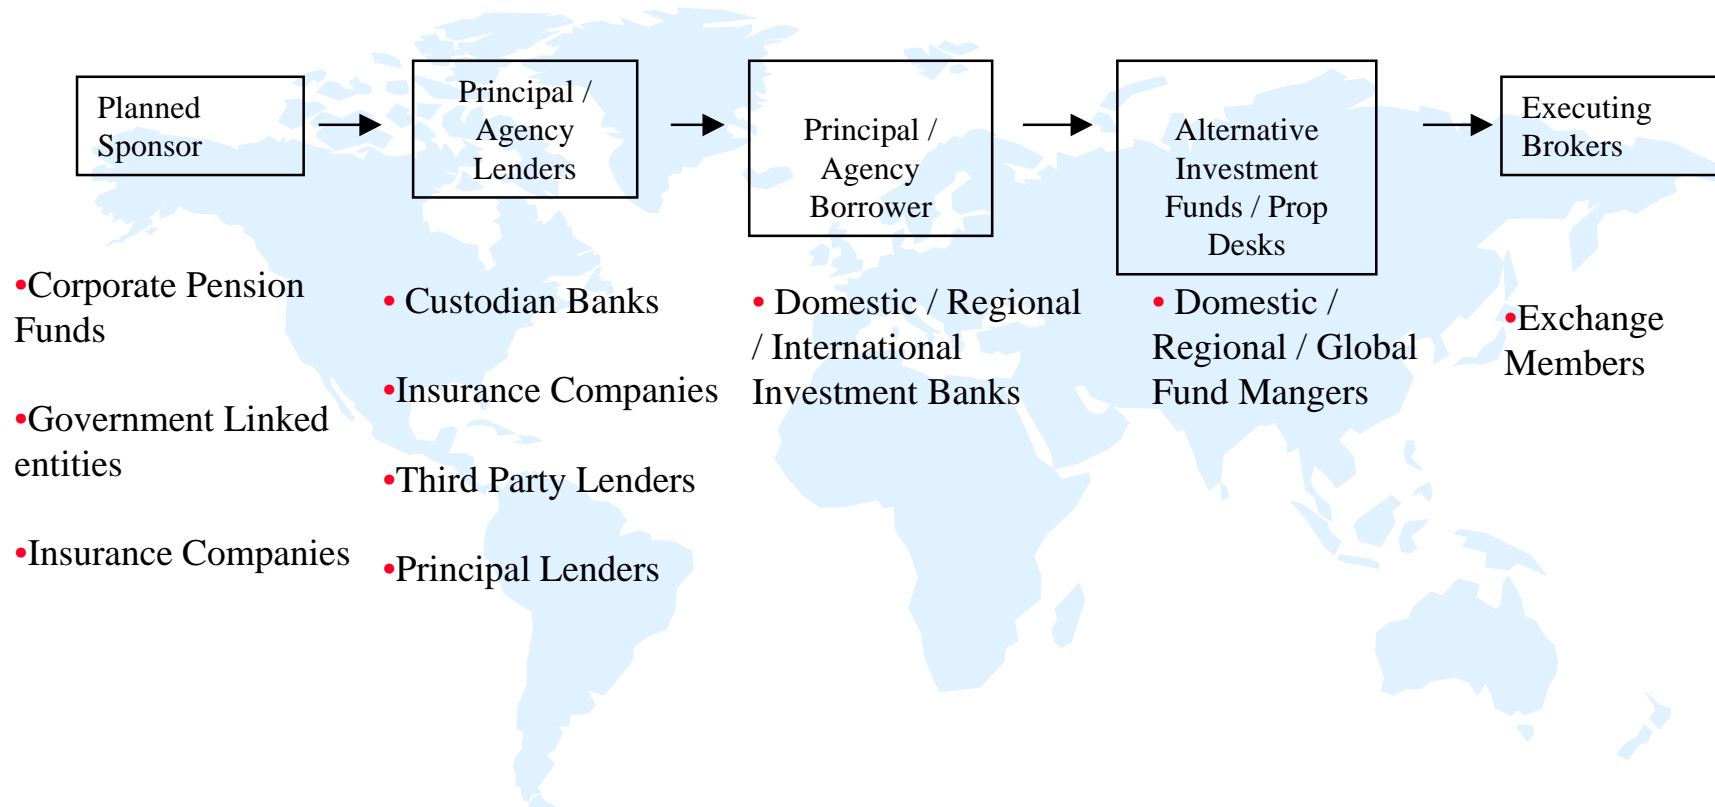 Planned
Sponsor
Principal /
Agency
Lenders
Principal /
Agency
Borrower
Alternative
Investment
Funds / Prop
Desks
Executing
Brokers
•Corporate Pension
Funds
•Government Linked
entities
•Insurance Companies
• Custodian Banks
•Insurance Companies
•Third Party Lenders
•Principal Lenders
• Domestic / Regional
/ International
Investment Banks
• Domestic /
Regional / Global
Fund Mangers
•Exchange
Members